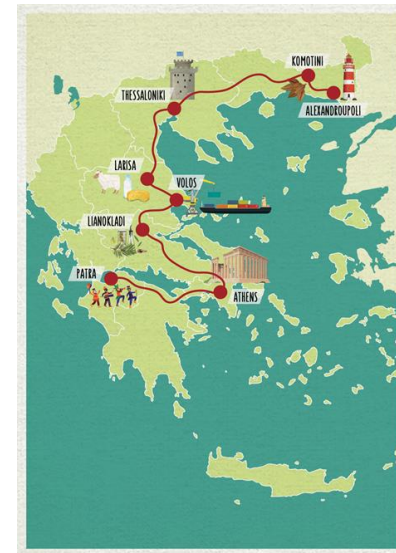 KOMOTINI
THESSALONIKI
ALEXANDROUPOLI
LARISA
VOLOS
LIANOKLADI
PATRA
ATHENS